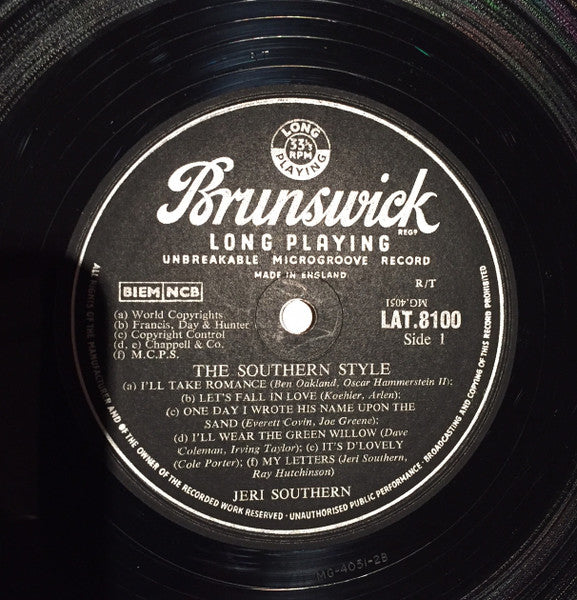 LONG
33⅓
RPM
PLAYING
Brunswick
REGD
LONG PLAYING
UNBREAKABLE MICROGROOVE RECORD
MADE IN ENGLAND
R/T
BIEM NCB
MG.4051
LAT.8100
Side 1
(a) World Copyrights
(b) Francis, Day & Hunter
(c) Copyright Control
(d, e) Chappell & Co.
(f) M.C.P.S.
THE SOUTHERN STYLE
(a) I'LL TAKE ROMANCE (Ben Oakland, Oscar Hammerstein II);
(b) LET'S FALL IN LOVE (Koehler, Arlen);
(c) ONE DAY I WROTE HIS NAME UPON THE
SAND (Everett Covin, Joe Greene);
(d) I'LL WEAR THE GREEN WILLOW (Dave
Coleman, Irving Taylor); (e) IT'S D'LOVELY
(Cole Porter); (f) MY LETTERS (Jeri Southern,
Ray Hutchinson)
JERI SOUTHERN
ALL RIGHTS OF THE MANUFACTURER AND OF THE OWNER OF THE RECORDED WORK RESERVED · UNAUTHORISED PUBLIC PERFORMANCE · BROADCASTING AND COPYING OF THIS RECORD PROHIBITED
MG-4051-2B